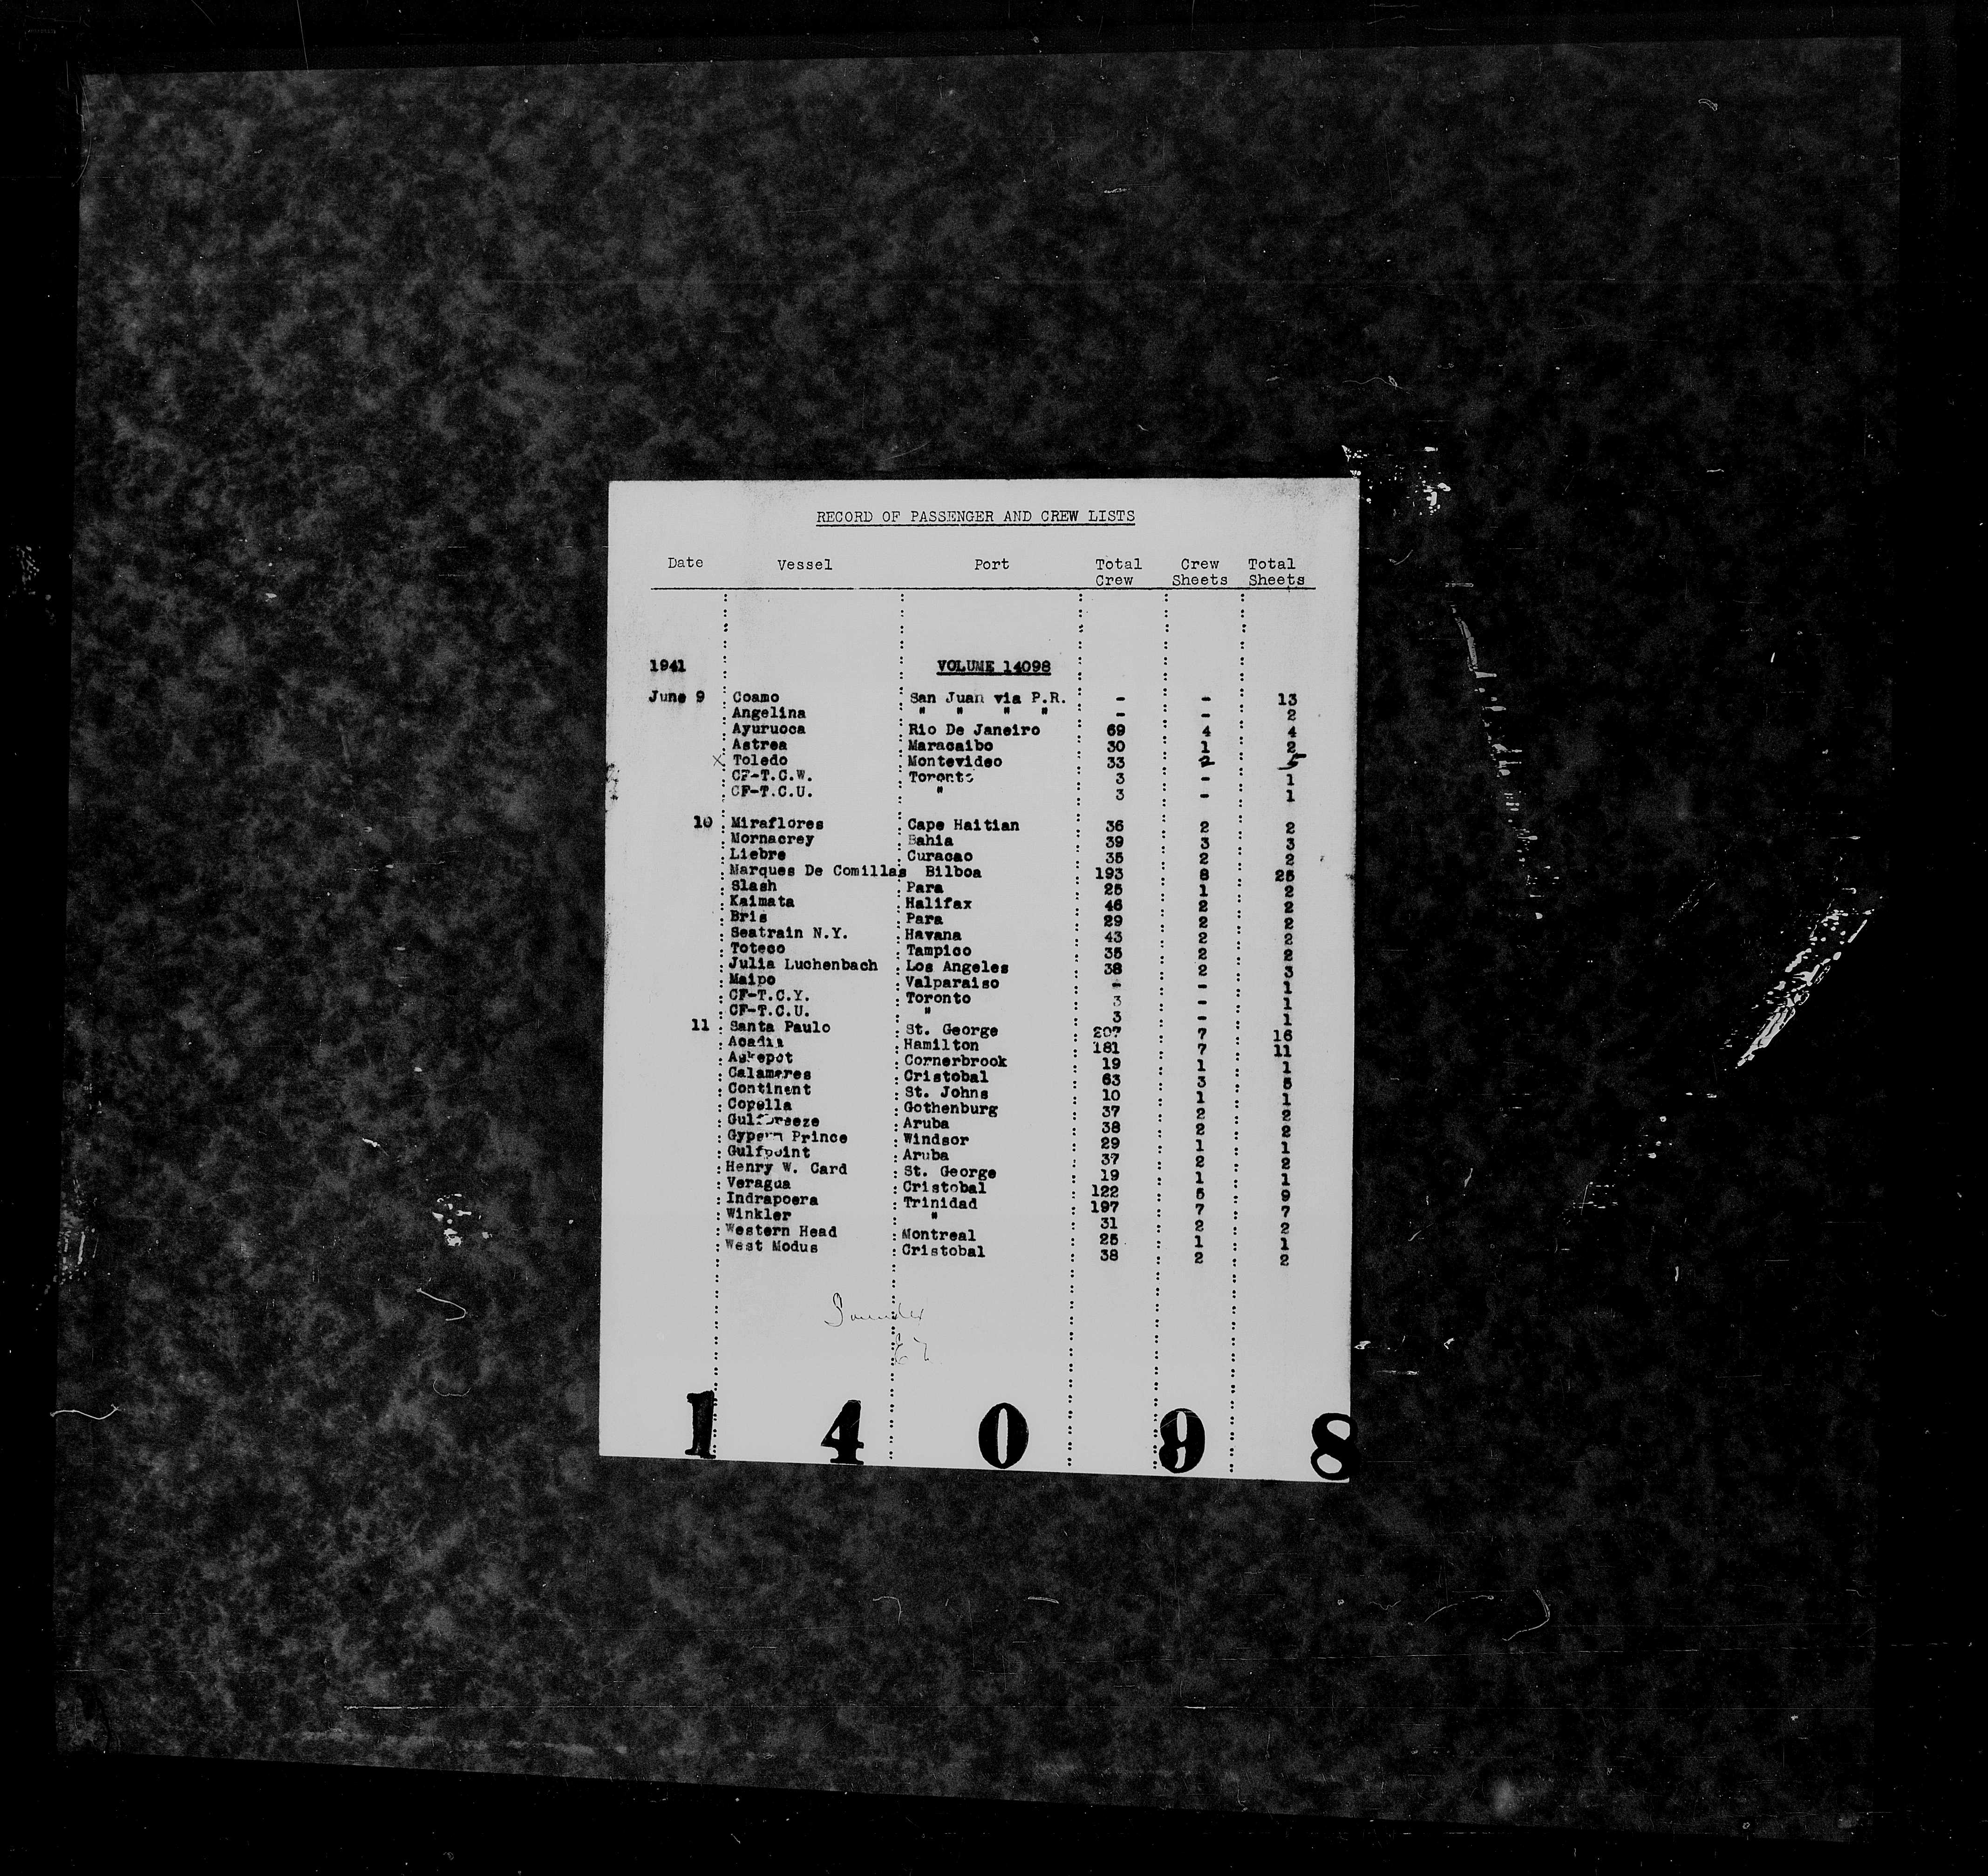 RECORD OF PASSENGER AND CREW LISTS
Date Vessel Port Total Crew Crew Sheets Total Sheets
1941 VOLUME 14098
June 9 Coamo San Juan via P.R. - - 13
Angelina " " " " - - 2
Ayuruoca Rio De Janeiro 69 4 4
Astrea Maracaibo 30 1 2
X Toledo Montevideo 33 2 5
CF-T.C.W. Toronto 3 - 1
CF-T.C.U. " 3 - 1
10 Miraflores Cape Haitian 36 2 2
Mornacrey Bahia 39 3 3
Liebre Curacao 35 2 2
Marques De Comillas Bilboa 193 8 25
Slash Para 25 1 2
Kaimata Halifax 46 2 2
Bris Para 29 2 2
Seatrain N.Y. Havana 43 2 2
Toteco Tampico 35 2 2
Julia Luchenbach Los Angeles 38 2 3
Maipo Valparaiso - - 1
CF-T.C.Y. Toronto 3 - 1
CF-T.C.U. " 3 - 1
11 Santa Paulo St. George 207 7 16
Acadia Hamilton 181 7 11
Askepot Cornerbrook 19 1 1
Calamares Cristobal 63 3 5
Continent St. Johns 10 1 1
Copella Gothenburg 37 2 2
Gulfbreeze Aruba 38 2 2
Gypsum Prince Windsor 29 1 1
Gulfpoint Aruba 37 2 2
Henry W. Card St. George 19 1 1
Veragua Cristobal 122 5 9
Indrapoera Trinidad 197 7 7
Winkler " 31 2 2
Western Head Montreal 25 1 1
West Modus Cristobal 38 2 2
14098